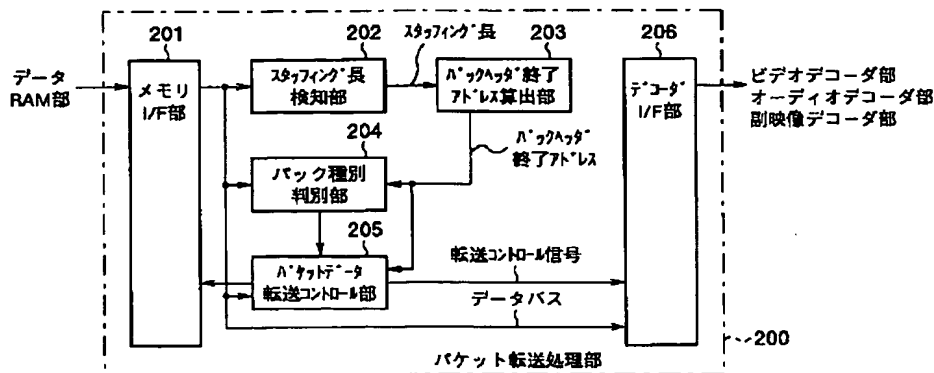 201
202
スタッフィング長
203
206
データ
RAM部
メモリ
I/F部
スタッフィング長
検知部
パックヘッダ終了
アドレス算出部
デコーダ
I/F部
ビデオデコーダ部
オーディオデコーダ部
副映像デコーダ部
204
パックヘッダ
終了アドレス
パック種別
判別部
205
パケットデータ
転送コントロール部
転送コントロール信号
データバス
200
パケット転送処理部